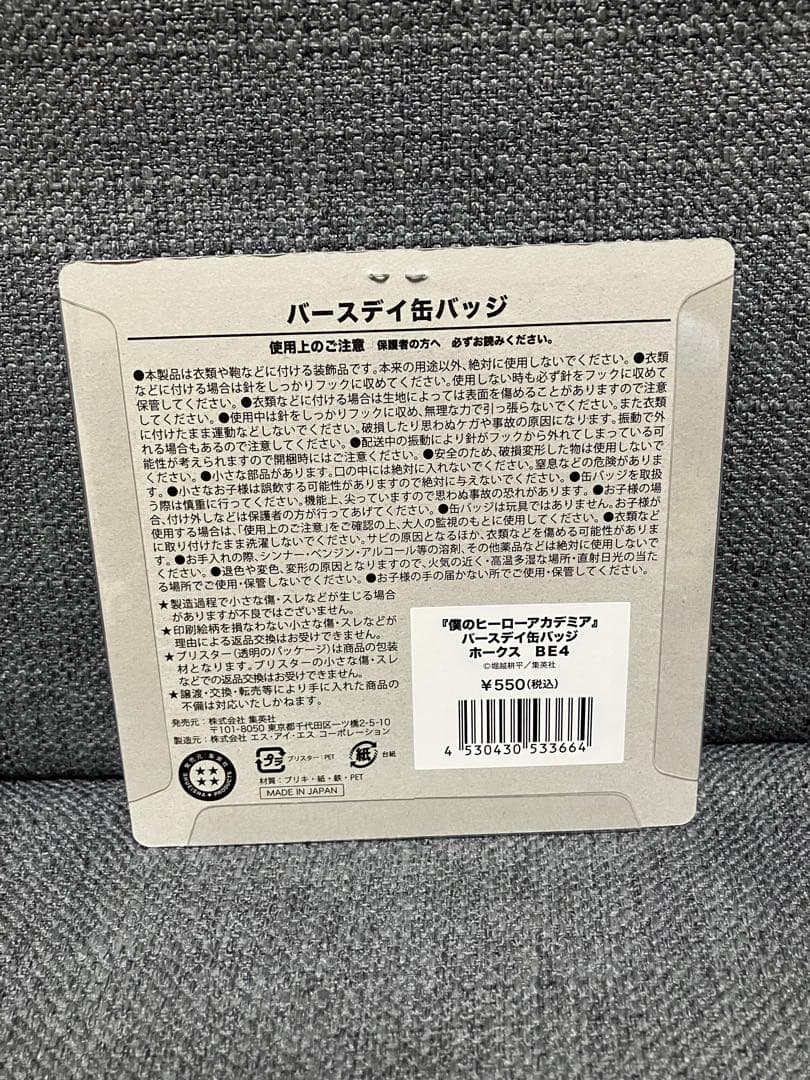 バースデイ缶バッジ
使用上のご注意 保護者の方へ 必ずお読みください。
●本製品は衣類や鞄などに付ける装飾品です。本来の用途以外、絶対に使用しないでください。●衣類
などに付ける場合は針をしっかりフックに収めてください。使用しない時も必ず針をフックに収めて
保管してください。●衣類などに付ける場合は生地によっては表面を傷めることがありますので注意
してください。●使用中は針をしっかりフックに収め、無理な力で引っ張らないでください。また衣類
に付けたまま運動などしないでください。破損したり思わぬケガや事故の原因になります。振動で外
れる場合もあるので注意してください。●配送中の振動により針がフックから外れてしまっている可
能性が考えられますので開梱時にはご注意ください。●安全のため、破損変形した物は使用しないで
ください。●小さな部品があります。口の中には絶対に入れないでください。窒息などの危険がありま
す。●小さなお子様は誤飲する可能性がありますので絶対に与えないでください。●缶バッジを取扱
う際は慎重に行ってください。機能上、尖っていますので思わぬ事故の恐れがあります。●お子様の場
合、付け外しなどは保護者の方が行ってあげてください。●缶バッジは玩具ではありません。お子様が
使用する場合は、「使用上のご注意」をご確認の上、大人の監視のもとに使用してください。●衣類など
に取り付けたまま洗濯しないでください。サビの原因となるほか、衣類などを傷める可能性がありま
す。●お手入れの際、シンナー・ベンジン・アルコール等の溶剤、その他薬品などは絶対に使用しないで
ください。●退色や変色、変形の原因となりますので、火気の近く・高温多湿な場所・直射日光の当た
る場所でご使用・保管しないでください。●お子様の手の届かない所でご使用・保管してください。
★製造過程で小さな傷・スレなどが生じる場合
がありますが不良ではございません。
★印刷絵柄を損なわない小さな傷・スレなどが
理由による返品交換はお受けできません。
★ブリスター(透明のパッケージ)は商品の包装
材となります。ブリスターの小さな傷・スレ
などでの返品交換はお受けできません。
★譲渡・交換・転売等により手に入れた商品の
不備は対応いたしかねます。
発売元：株式会社 集英社
〒101-8050 東京都千代田区一ツ橋2-5-10
製造元：株式会社 エス・アイ・エス コーポレーション
プラ
ブリスター：PET
紙
台紙
材質：ブリキ・紙・鉄・PET
MADE IN JAPAN
『僕のヒーローアカデミア』
バースデイ缶バッジ
ホークス BE4
©堀越耕平／集英社
¥550(税込)
4 530430 533664